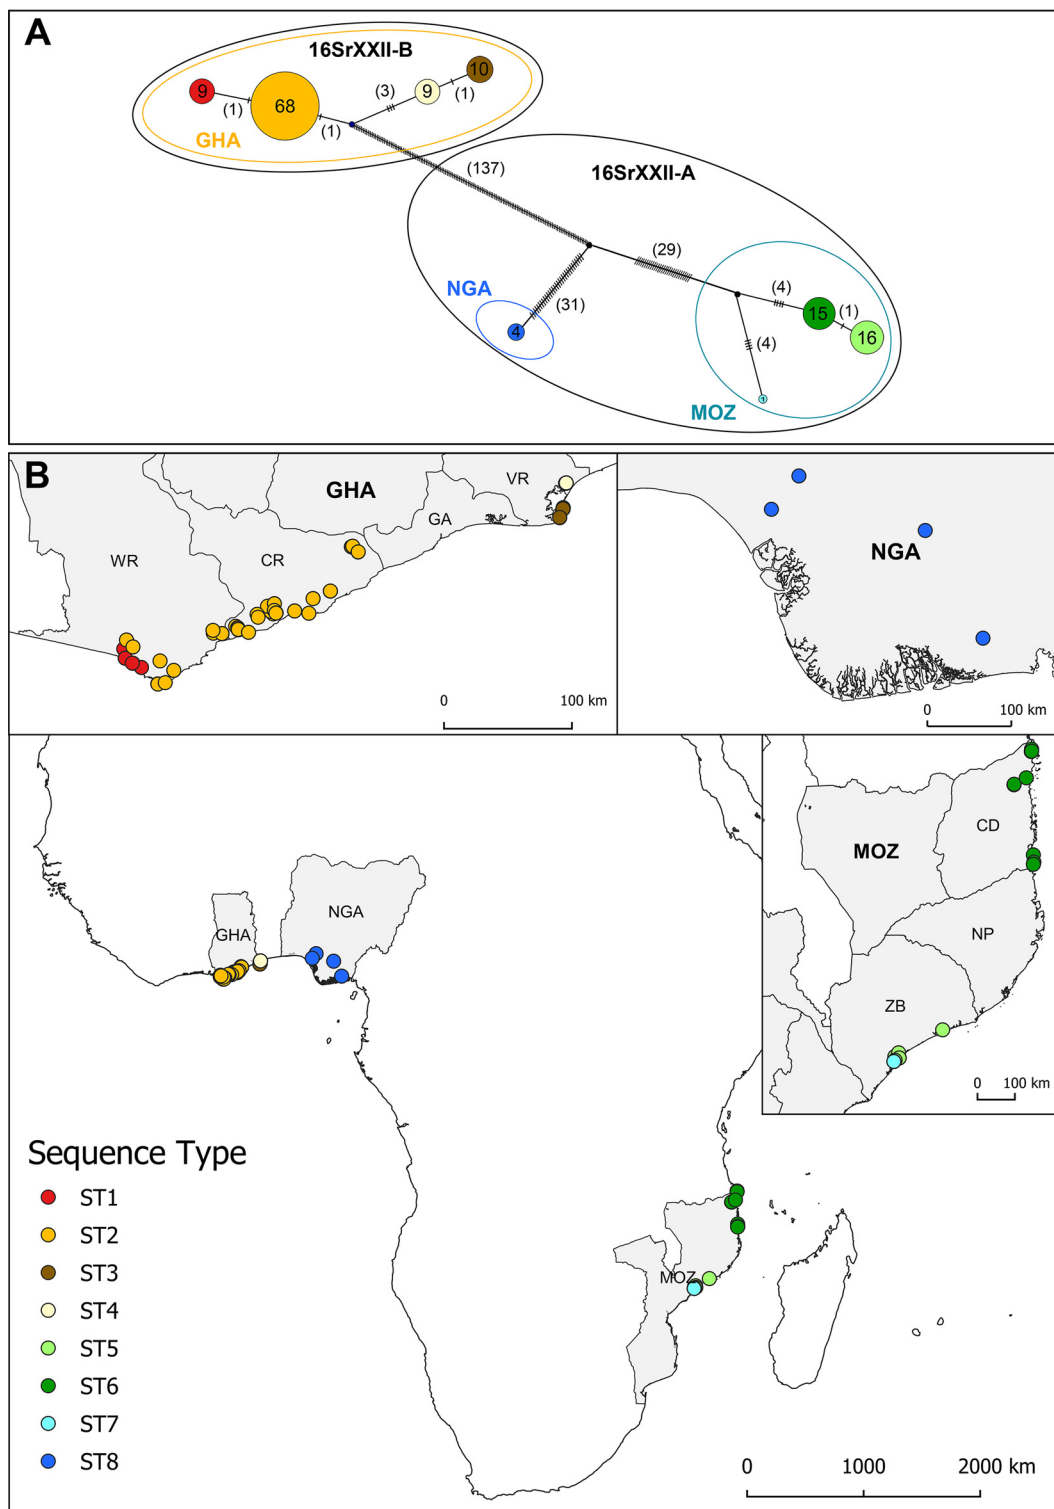 A
16SrXXII-B
9
68
9
10
(1)
(1)
(3)
(1)
GHA
(137)
16SrXXII-A
(29)
NGA
(31)
4
(4)
15
(1)
16
(4)
1
MOZ
B
GHA
VR
GA
WR
CR
0 100 km
NGA
0 100 km
MOZ
CD
NP
ZB
0 100 km
GHA
NGA
MOZ
Sequence Type
ST1
ST2
ST3
ST4
ST5
ST6
ST7
ST8
0 1000 2000 km